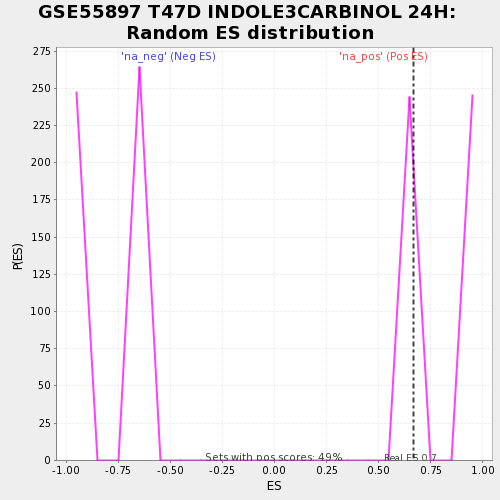 GSE55897 T47D INDOLE3CARBINOL 24H:
Random ES distribution
'na_neg' (Neg ES) 'na_pos' (Pos ES)
275
250
225
200
175
150
125
100
75
50
25
0
P(ES)
Sets with pos scores: 49%
Real ES 0.7
-1.00 -0.75 -0.50 -0.25 0.00 0.25 0.50 0.75 1.00
ES